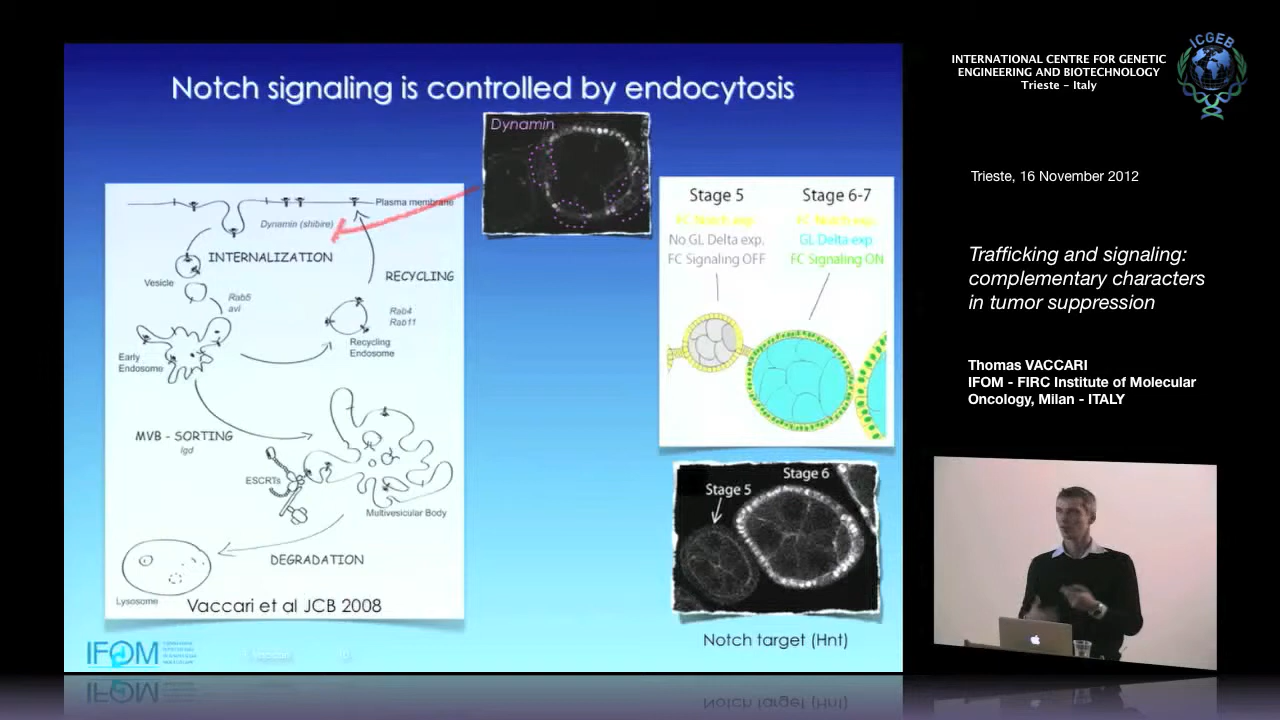 Notch signaling is controlled by endocytosis
Dynamin
Plasma membrane
Dynamin (shibire)
INTERNALIZATION
RECYCLING
Vesicle
Rab5
avl
Rab4
Rab11
Early
Endosome
Recycling
Endosome
MVB - SORTING
lgd
ESCRTs
Multivesicular Body
DEGRADATION
Lysosome
Vaccari et al JCB 2008
Stage 5
FC Notch exp.
No GL Delta exp.
FC Signaling OFF
Stage 6-7
FC Notch exp.
GL Delta exp.
FC Signaling ON
Stage 5
Stage 6
Notch target (Hnt)
IFOM
ICGEB
INTERNATIONAL CENTRE FOR GENETIC
ENGINEERING AND BIOTECHNOLOGY
Trieste - Italy
Trieste, 16 November 2012
Trafficking and signaling:
complementary characters
in tumor suppression
Thomas VACCARI
IFOM - FIRC Institute of Molecular
Oncology, Milan - ITALY